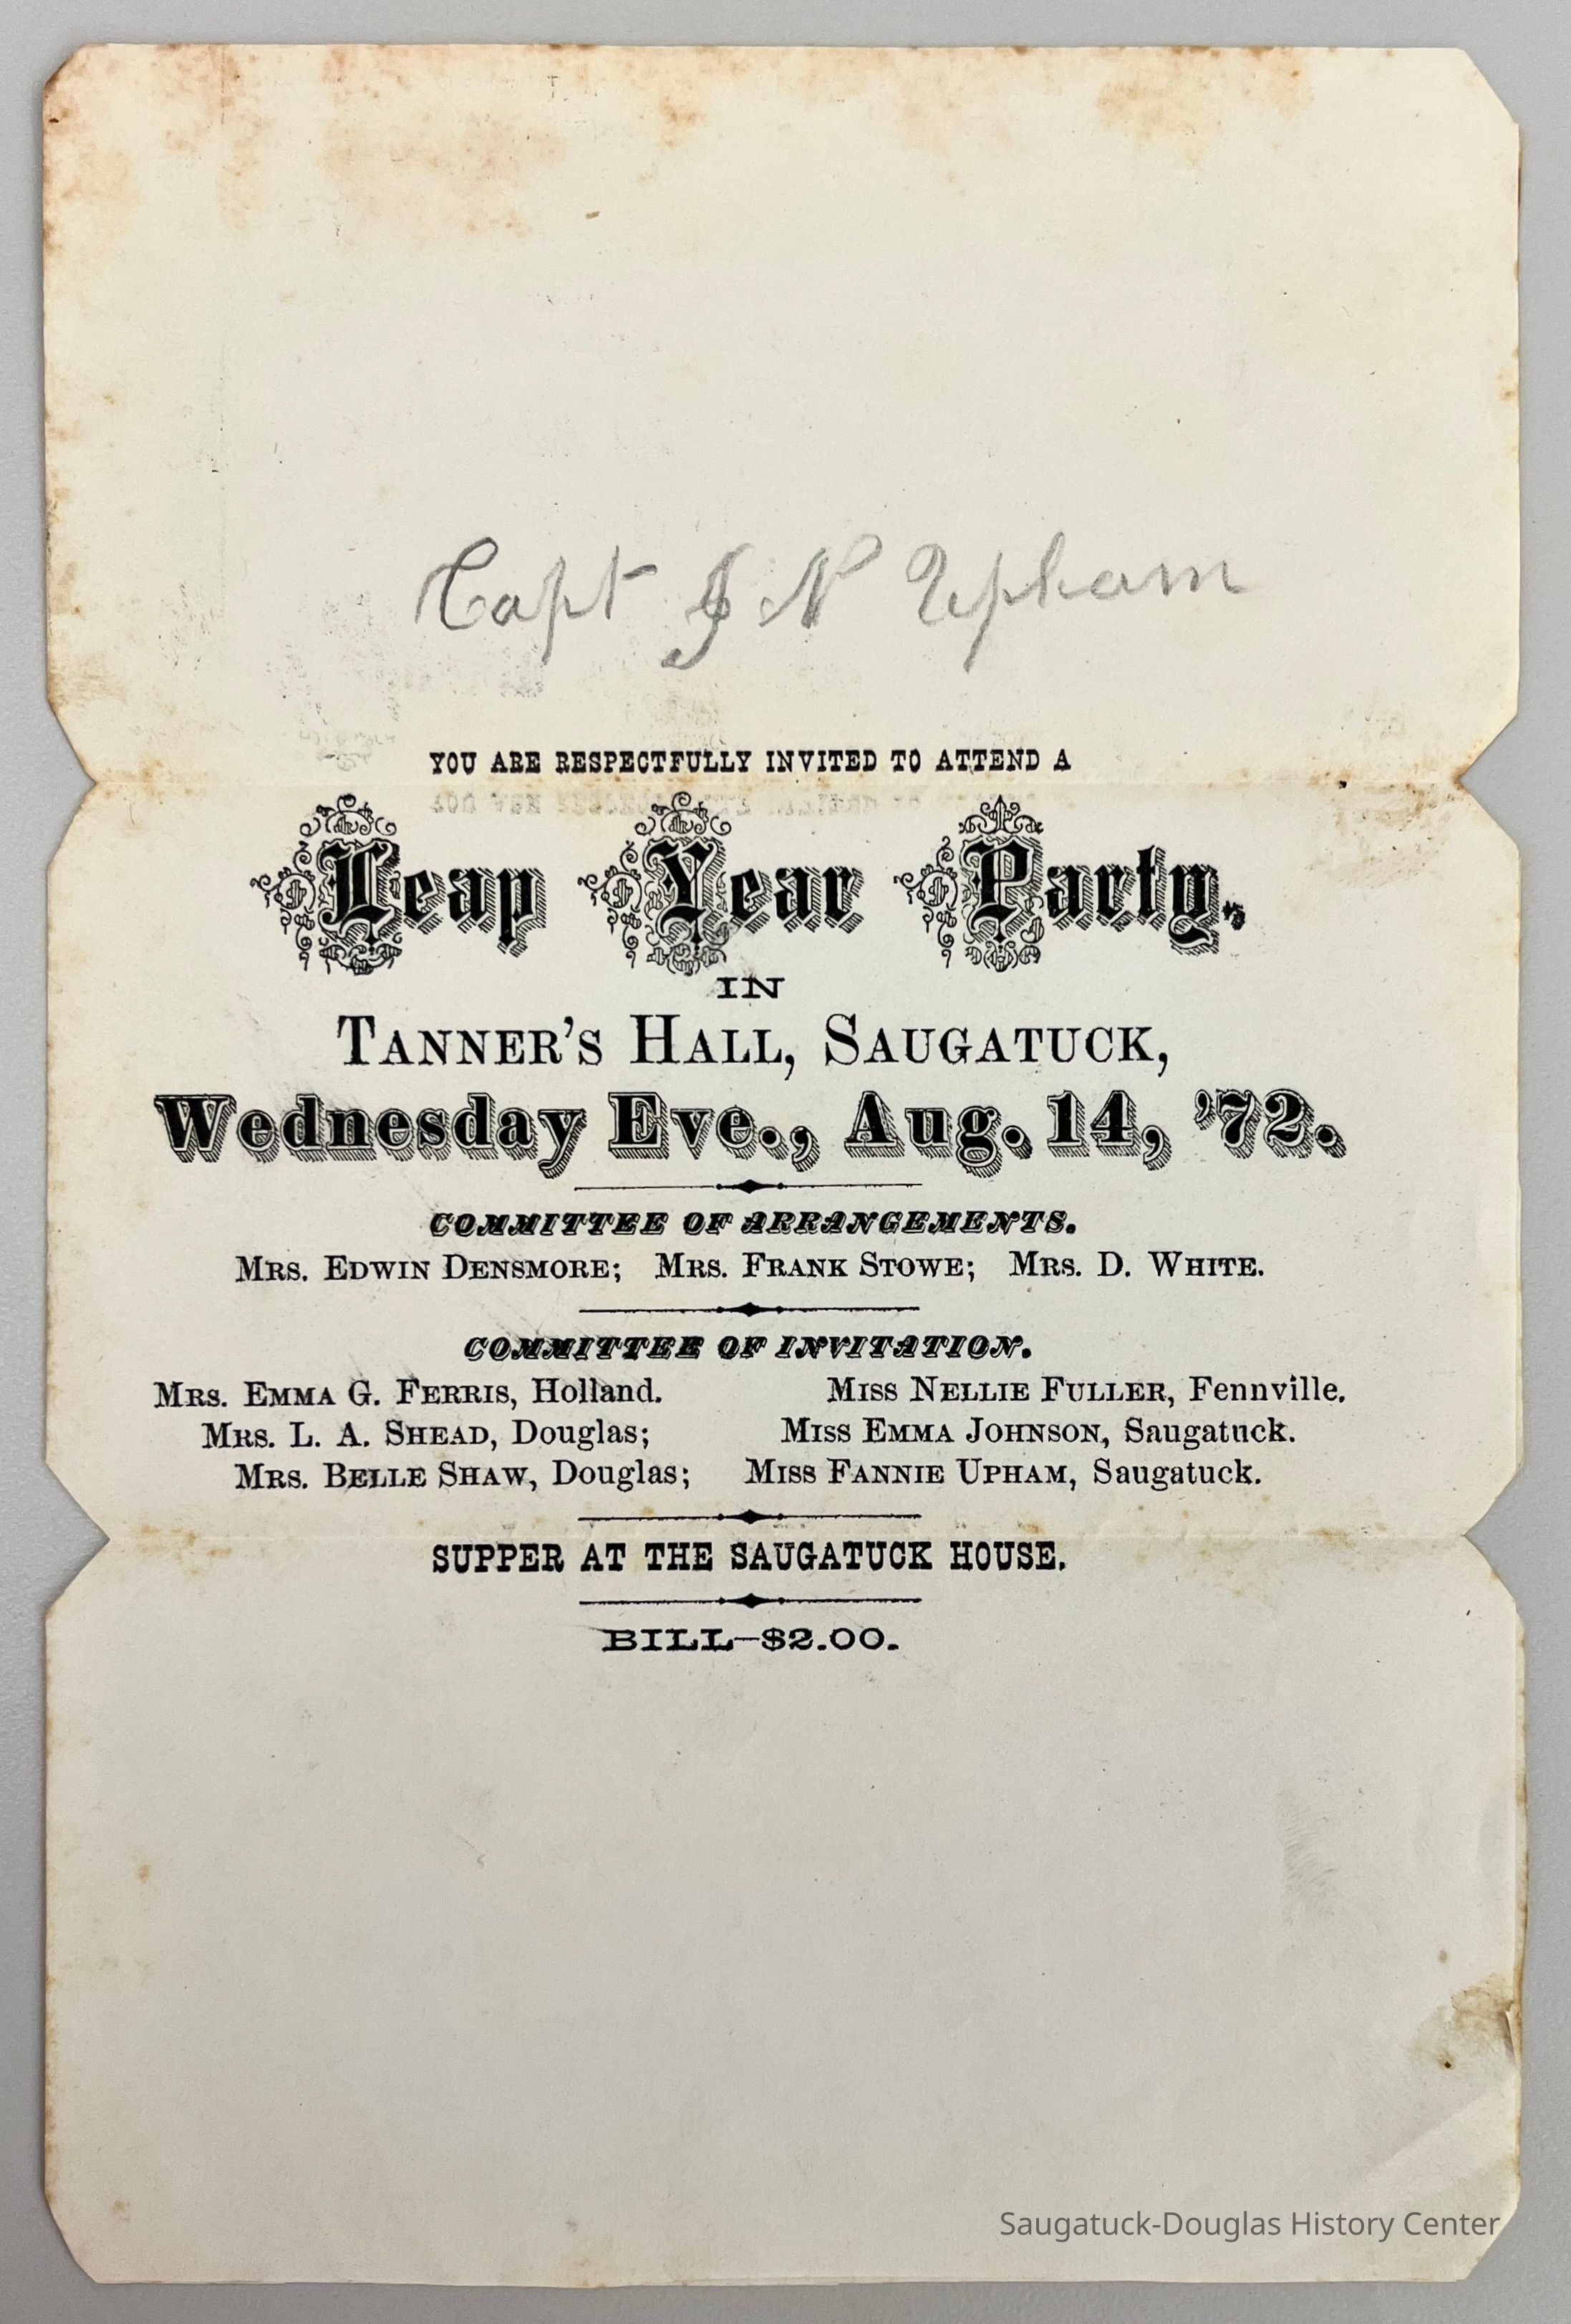 Capt J N Upham
YOU ARE RESPECTFULLY INVITED TO ATTEND A
Leap Year Party,
IN
TANNER'S HALL, SAUGATUCK,
Wednesday Eve., Aug. 14, '72.
COMMITTEE OF ARRANGEMENTS.
MRS. EDWIN DENSMORE; MRS. FRANK STOWE; MRS. D. WHITE.
COMMITTEE OF INVITATION.
MRS. EMMA G. FERRIS, Holland. MISS NELLIE FULLER, Fennville.
MRS. L. A. SHEAD, Douglas; MISS EMMA JOHNSON, Saugatuck.
MRS. BELLE SHAW, Douglas; MISS FANNIE UPHAM, Saugatuck.
SUPPER AT THE SAUGATUCK HOUSE.
BILL—$2.00.
Saugatuck-Douglas History Center